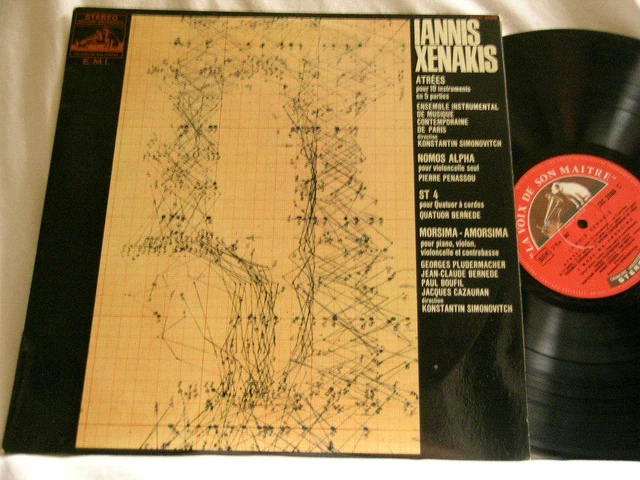 STEREO
E.M.I.
IANNIS
XENAKIS
ATRÉES
pour 10 instruments
en 5 parties
ENSEMBLE INSTRUMENTAL
DE MUSIQUE
CONTEMPORAINE
DE PARIS
direction
KONSTANTIN SIMONOVITCH
NOMOS ALPHA
pour violoncelle seul
PIERRE PENASSOU
ST 4
pour Quatuor à cordes
QUATUOR BERNEDE
MORSIMA - AMORSIMA
pour piano, violon,
violoncelle et contrebasse
GEORGES PLUDERMACHER
JEAN-CLAUDE BERNEDE
PAUL BOUFIL
JACQUES CAZAURAN
direction
KONSTANTIN SIMONOVITCH
"LA VOIX DE SON MAITRE"
STEREO